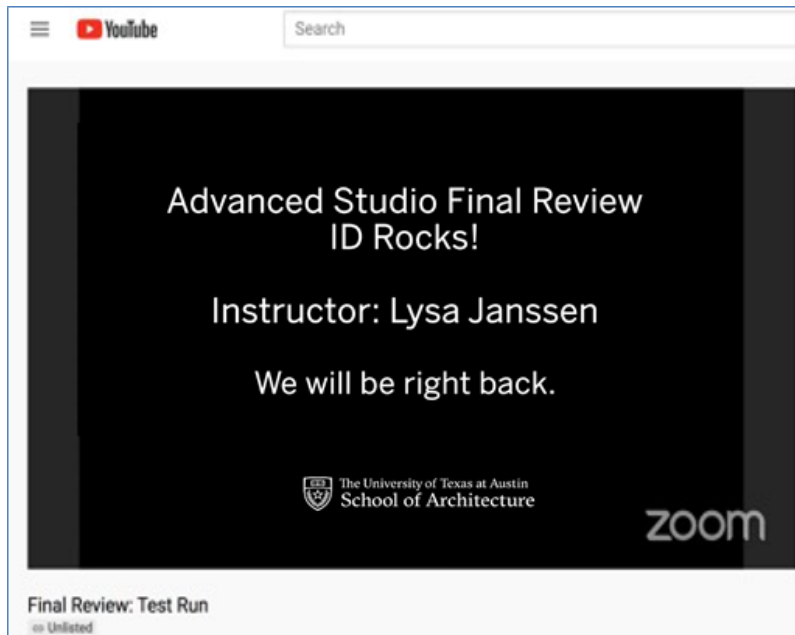 YouTube
Search
Advanced Studio Final Review
ID Rocks!
Instructor: Lysa Janssen
We will be right back.
The University of Texas at Austin
School of Architecture
zoom
Final Review: Test Run
Unlisted